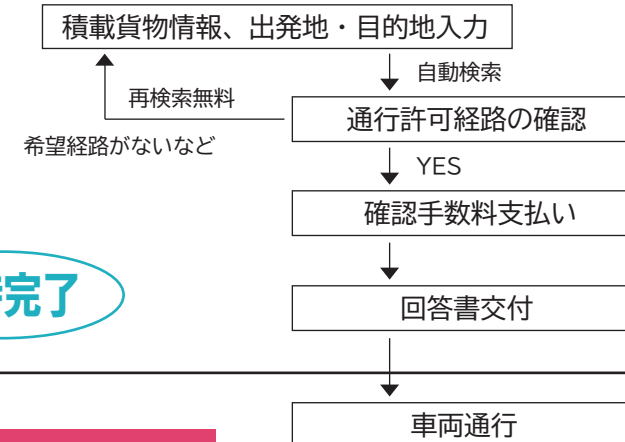 積載貨物情報、出発地・目的地入力
自動検索
再検索無料
通行許可経路の確認
希望経路がないなど
YES
確認手数料支払い
完了
回答書交付
車両通行